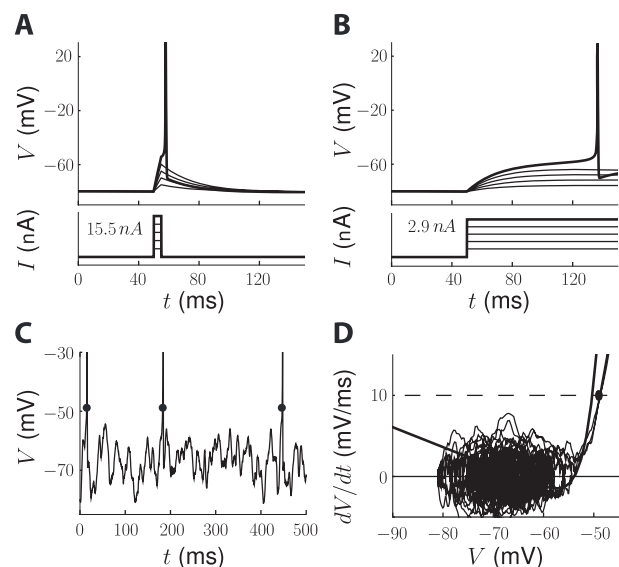 A
20
−20
−60
V (mV)
15.5 nA
I (nA)
0 40 80 120
t (ms)
B
20
−20
−60
V (mV)
2.9 nA
I (nA)
0 40 80 120
t (ms)
C
−30
−50
−70
V (mV)
0 100 200 300 400 500
t (ms)
D
10
0
dV/dt (mV/ms)
−90 −80 −70 −60 −50
V (mV)